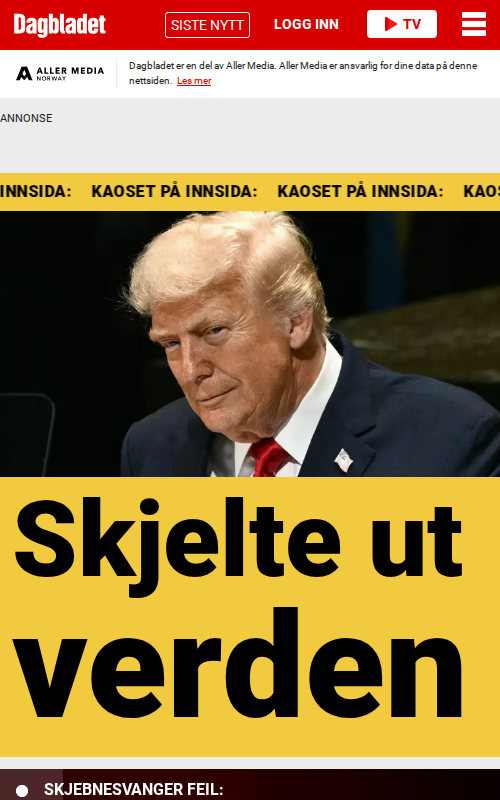 Dagbladet SISTE NYTT LOGG INN TV
ALLER MEDIA
NORWAY
Dagbladet er en del av Aller Media. Aller Media er ansvarlig for dine data på denne
nettsiden. Les mer
ANNONSE
INNSIDA: KAOSET PÅ INNSIDA: KAOSET PÅ INNSIDA: KAOS
Skjelte ut
verden
SKJEBNESVANGER FEIL: